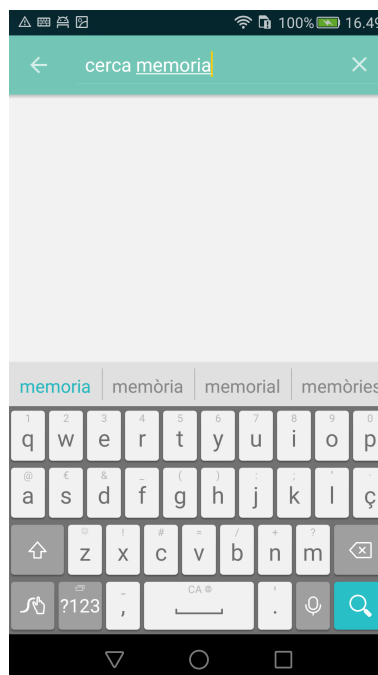 100% 16.49
cerca memoria
memoria memòria memorial memòries
1 2 3 4 5 6 7 8 9 0
q w e r t y u i o p
@ € & _ ( ) : ; ' ·
a s d f g h j k l ç
! # = / + ?
z x c v b n m
CA
?123 , .